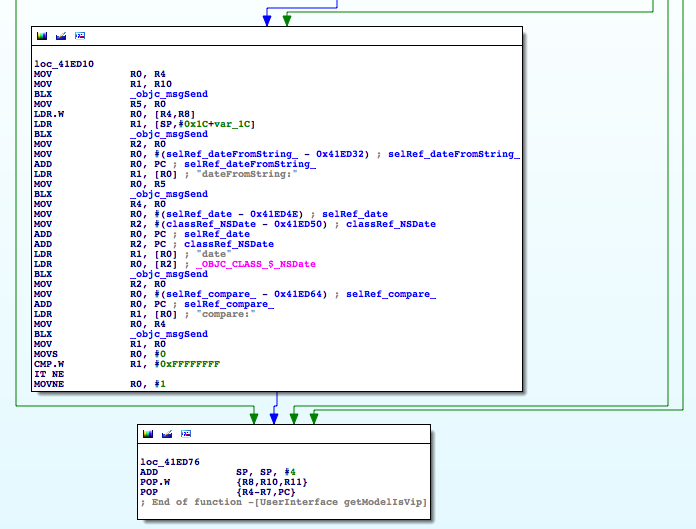 loc_41ED10
MOV R0, R4
MOV R1, R10
BLX _objc_msgSend
MOV R5, R0
LDR.W R0, [R4,R8]
LDR R1, [SP,#0x1C+var_1C]
BLX _objc_msgSend
MOV R2, R0
MOV R0, #(selRef_dateFromString_ - 0x41ED32) ; selRef_dateFromString_
ADD R0, PC ; selRef_dateFromString_
LDR R1, [R0] ; "dateFromString:"
MOV R0, R5
BLX _objc_msgSend
MOV R4, R0
MOV R0, #(selRef_date - 0x41ED4E) ; selRef_date
MOV R2, #(classRef_NSDate - 0x41ED50) ; classRef_NSDate
ADD R0, PC ; selRef_date
ADD R2, PC ; classRef_NSDate
LDR R1, [R0] ; "date"
LDR R0, [R2] ; _OBJC_CLASS_$_NSDate
BLX _objc_msgSend
MOV R2, R0
MOV R0, #(selRef_compare_ - 0x41ED64) ; selRef_compare_
ADD R0, PC ; selRef_compare_
LDR R1, [R0] ; "compare:"
MOV R0, R4
BLX _objc_msgSend
MOV R1, R0
MOVS R0, #0
CMP.W R1, #0xFFFFFFFF
IT NE
MOVNE R0, #1
loc_41ED76
ADD SP, SP, #4
POP.W {R8,R10,R11}
POP {R4-R7,PC}
; End of function -[UserInterface getModelIsVip]